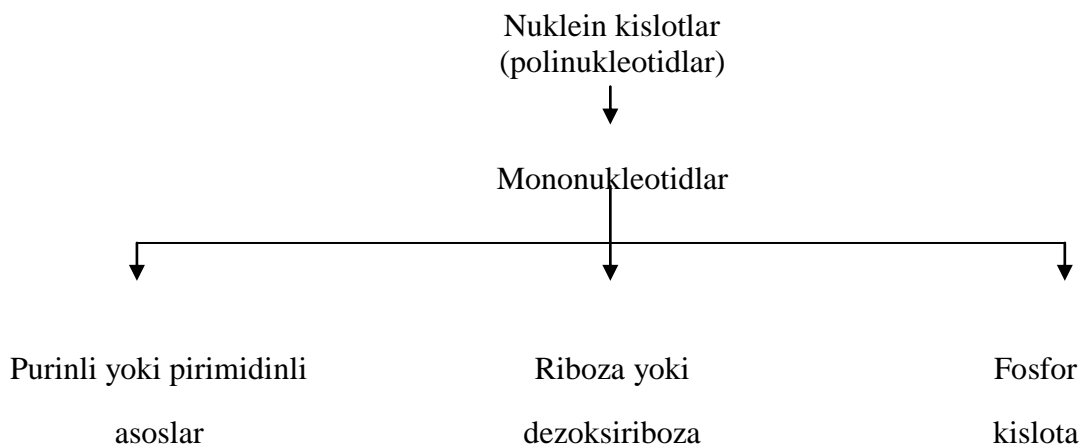 Nuklein kislotlar
(polinukleotidlar)
Mononukleotidlar
Purinli yoki pirimidinli
asoslar
Riboza yoki
dezoksiriboza
Fosfor
kislota